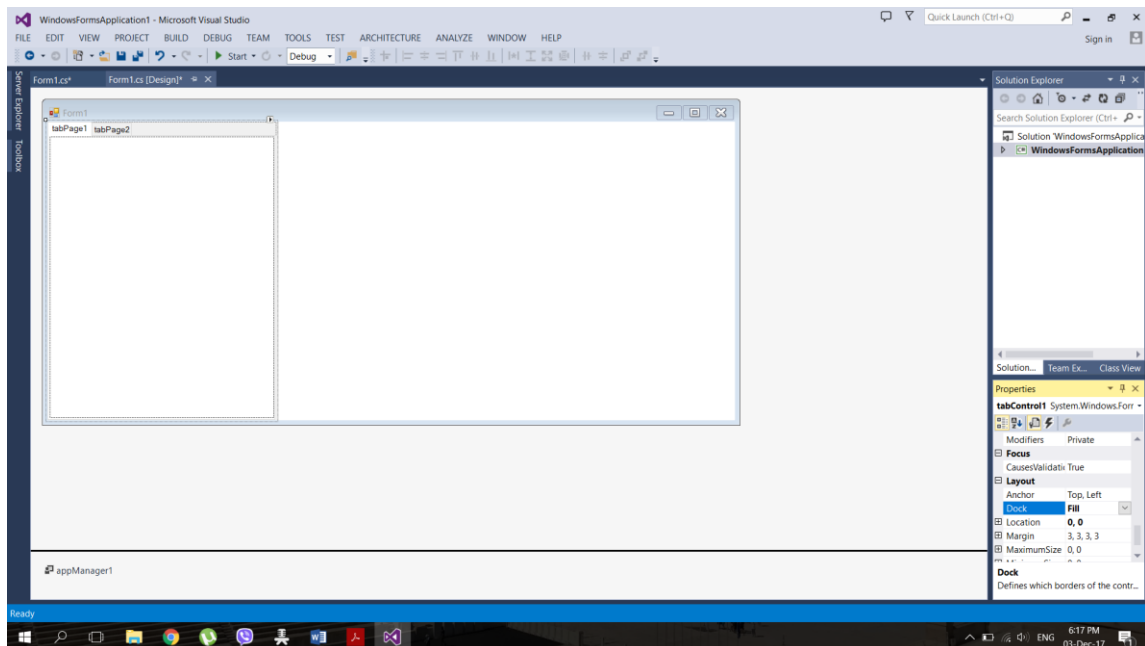 WindowsFormsApplication1 - Microsoft Visual Studio
Quick Launch (Ctrl+Q)
FILE EDIT VIEW PROJECT BUILD DEBUG TEAM TOOLS TEST ARCHITECTURE ANALYZE WINDOW HELP
Sign in
Start Debug
Server Explorer
Toolbox
Form1.cs* Form1.cs [Design]*
Form1
tabPage1 tabPage2
appManager1
Solution Explorer
Search Solution Explorer (Ctrl+
Solution 'WindowsFormsApplica
WindowsFormsApplication
Solution... Team Ex... Class View
Properties
tabControl1 System.Windows.Forr
Modifiers Private
Focus
CausesValidati True
Layout
Anchor Top, Left
Dock Fill
Location 0, 0
Margin 3, 3, 3, 3
MaximumSize 0, 0
Dock
Defines which borders of the contr...
Ready
ENG
6:17 PM
03-Dec-17